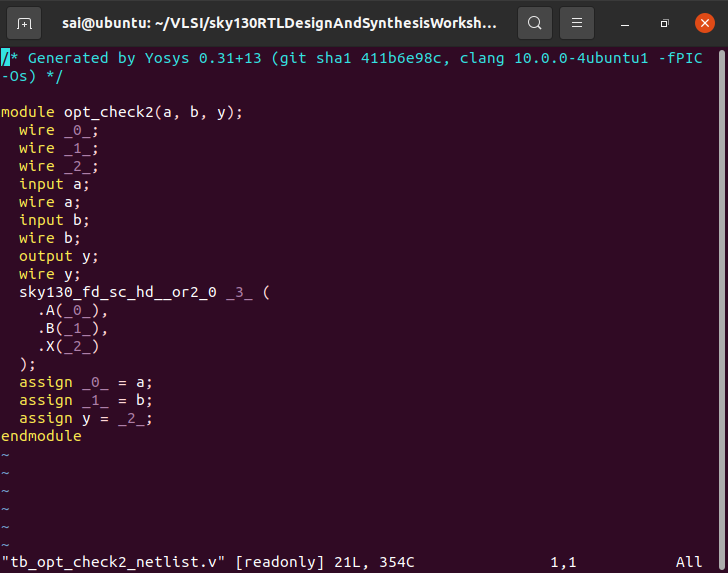 sai@ubuntu: ~/VLSI/sky130RTLDesignAndSynthesisWorksh...
/* Generated by Yosys 0.31+13 (git sha1 411b6e98c, clang 10.0.0-4ubuntu1 -fPIC
-Os) */
module opt_check2(a, b, y);
  wire _0_;
  wire _1_;
  wire _2_;
  input a;
  wire a;
  input b;
  wire b;
  output y;
  wire y;
  sky130_fd_sc_hd__or2_0 _3_ (
    .A(_0_),
    .B(_1_),
    .X(_2_)
  );
  assign _0_ = a;
  assign _1_ = b;
  assign y = _2_;
endmodule
~
~
~
~
~
~
"tb_opt_check2_netlist.v" [readonly] 21L, 354C 1,1 All